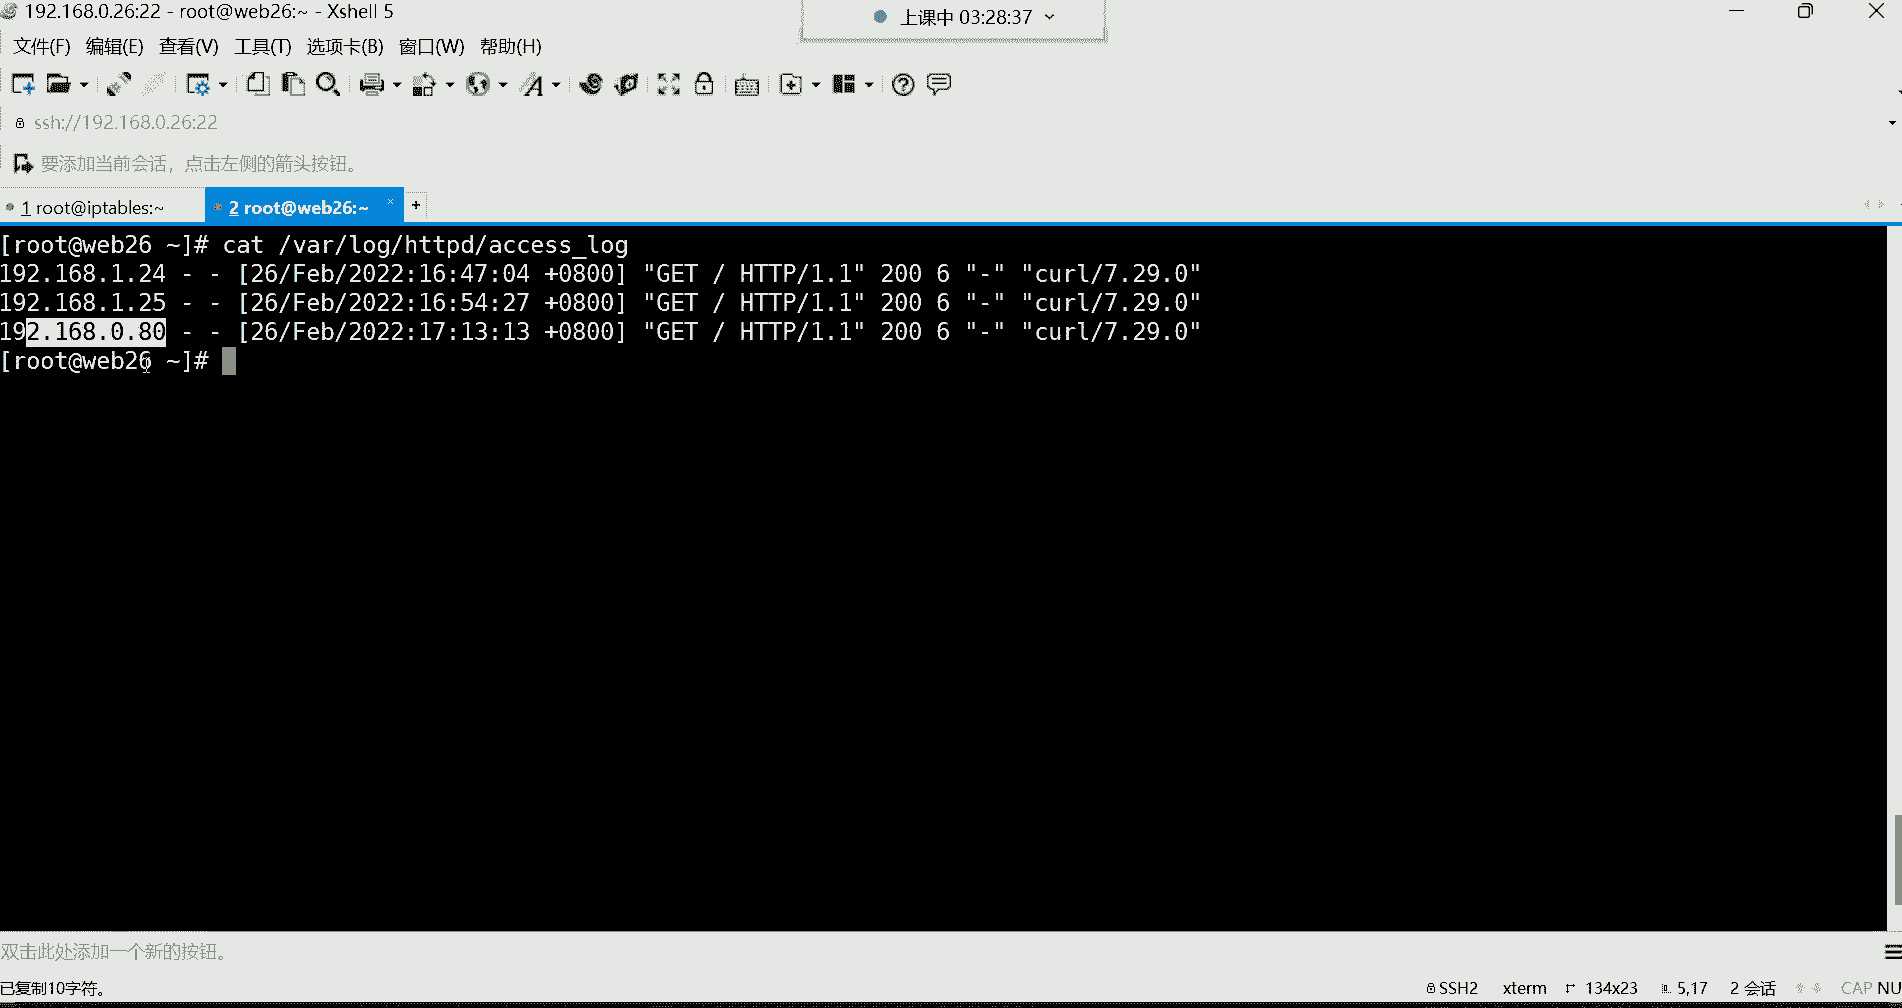 192.168.0.26:22 - root@web26:~ - Xshell 5
上课中 03:28:37
文件(F) 编辑(E) 查看(V) 工具(T) 选项卡(B) 窗口(W) 帮助(H)
ssh://192.168.0.26:22
要添加当前会话，点击左侧的箭头按钮。
1 root@iptables:~ 2 root@web26:~ × +
[root@web26 ~]# cat /var/log/httpd/access_log
192.168.1.24 - - [26/Feb/2022:16:47:04 +0800] "GET / HTTP/1.1" 200 6 "-" "curl/7.29.0"
192.168.1.25 - - [26/Feb/2022:16:54:27 +0800] "GET / HTTP/1.1" 200 6 "-" "curl/7.29.0"
192.168.0.80 - - [26/Feb/2022:17:13:13 +0800] "GET / HTTP/1.1" 200 6 "-" "curl/7.29.0"
[root@web26 ~]#
双击此处添加一个新的按钮。
已复制10字符。 SSH2 xterm 134x23 5,17 2 会话 CAP NU